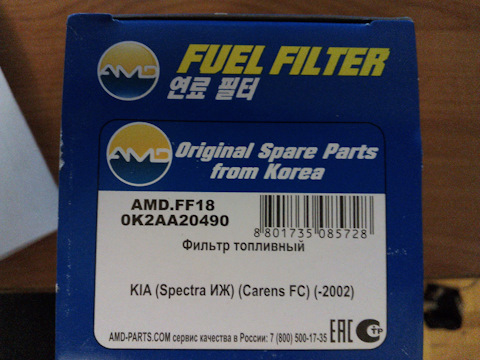 AMD
FUEL FILTER
연료 필터
AMD
Original Spare Parts
from Korea
AMD.FF18
0K2AA20490
8 801735 085728
Фильтр топливный
KIA (Spectra ИЖ) (Carens FC) (-2002)
AMD-PARTS.COM сервис качества в России: 7 (800) 500-17-35
EAC